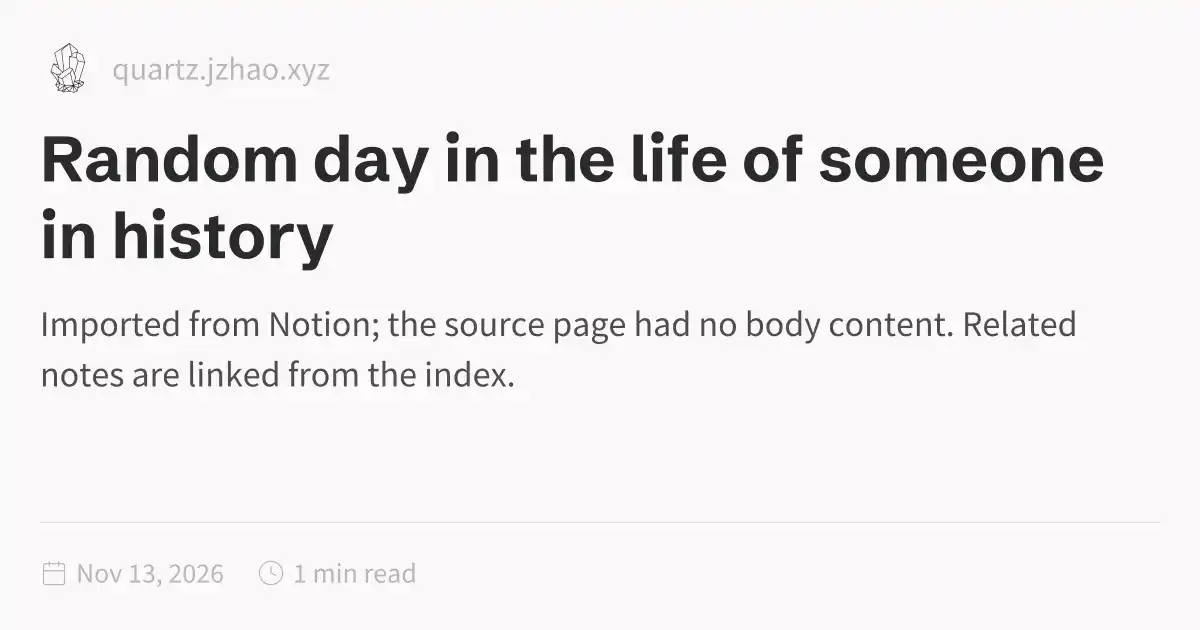 quartz.jzhao.xyz
Random day in the life of someone
in history
Imported from Notion; the source page had no body content. Related
notes are linked from the index.
Nov 13, 2026
1 min read